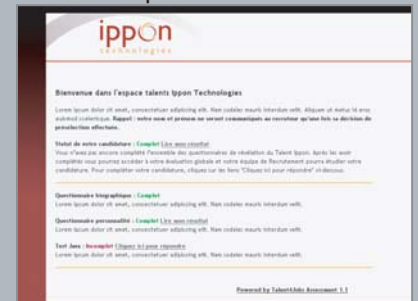 ippon
technologies
Bienvenue dans l'espace talents Ippon Technologies
Lorem ipsum dolor sit amet, consectetuer adipiscing elit. Nam sodales mauris interdum velit. Aliquam ut metus id eros
euismod scelerisque. Rappel : votre nom et prénom ne seront communiqués au recruteur qu'une fois sa décision de
préselection effectuée.
Statut de votre candidature : Complet Lire mon résultat
Vous n'avez pas encore complété l'ensemble des questionnaires de révélation du Talent Ippon. Après les avoir
complétés vous pourrez accéder à votre évaluation globale et notre équipe de Recrutement pourra étudier votre
candidature. Pour compléter votre candidature, cliquez sur les liens "Cliquez ici pour répondre" ci-dessous.
Questionnaire biographique : Complet
Lorem ipsum dolor sit amet, consectetuer adipiscing elit. Nam sodales mauris interdum velit.
Questionnaire personnalité : Complet Lire mon résultat
Lorem ipsum dolor sit amet, consectetuer adipiscing elit. Nam sodales mauris interdum velit.
Test Java : Incomplet Cliquez ici pour répondre
Lorem ipsum dolor sit amet, consectetuer adipiscing elit. Nam sodales mauris interdum velit.
Powered by Talent4Jobs Assessment 1.1